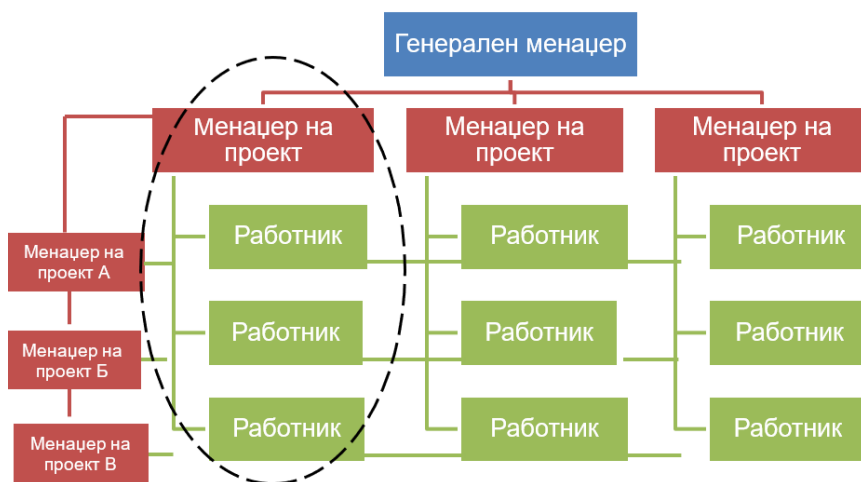 Генерален менаџер
Менаџер на
проект
Менаџер на
проект
Менаџер на
проект
Менаџер на
проект А
Работник
Работник
Работник
Менаџер на
проект Б
Работник
Работник
Работник
Менаџер на
проект В
Работник
Работник
Работник